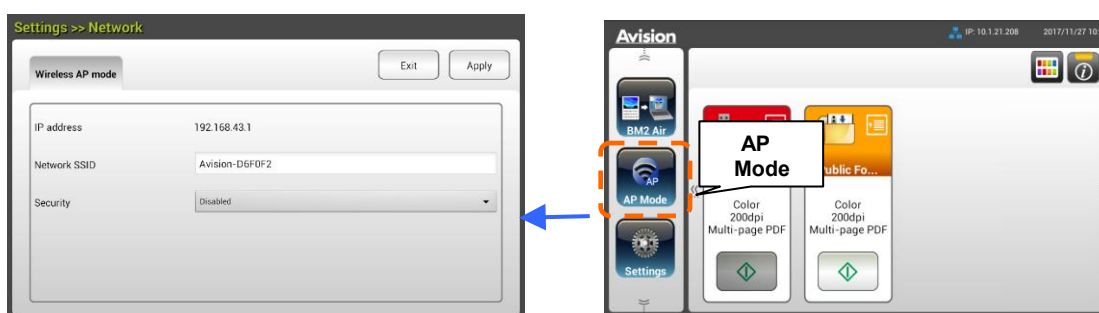 Settings >> Network
Wireless AP mode
Exit
Apply
IP address
192.168.43.1
Network SSID
Avision-D6F0F2
Security
Disabled
Avision
IP: 10.1.21.208
2017/11/27 10:
BM2 Air
AP
AP Mode
Settings
AP
Mode
ublic Fo...
Color
200dpi
Multi-page PDF
Color
200dpi
Multi-page PDF